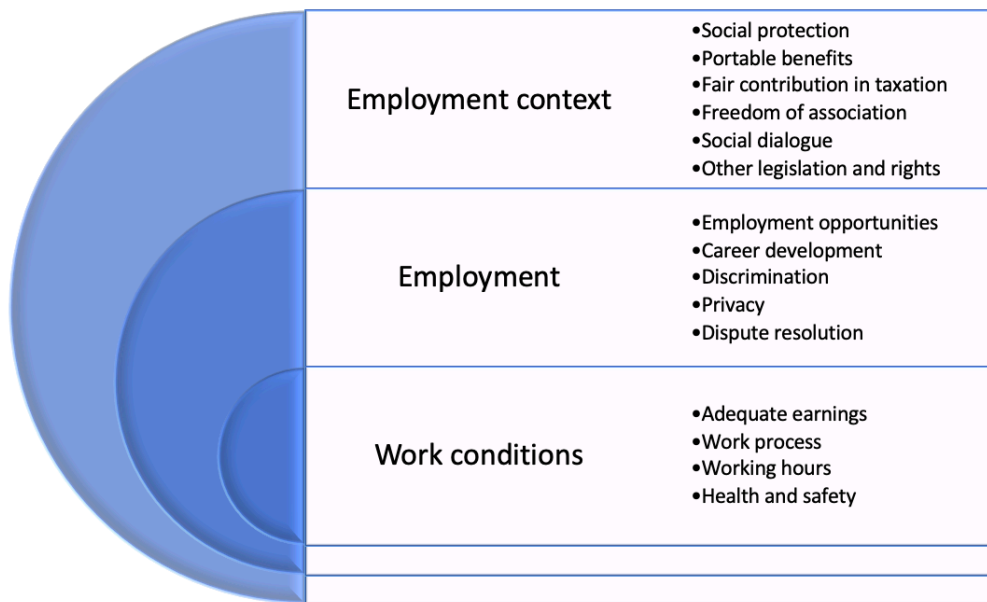 Employment context
•Social protection
•Portable benefits
•Fair contribution in taxation
•Freedom of association
•Social dialogue
•Other legislation and rights
Employment
•Employment opportunities
•Career development
•Discrimination
•Privacy
•Dispute resolution
Work conditions
•Adequate earnings
•Work process
•Working hours
•Health and safety